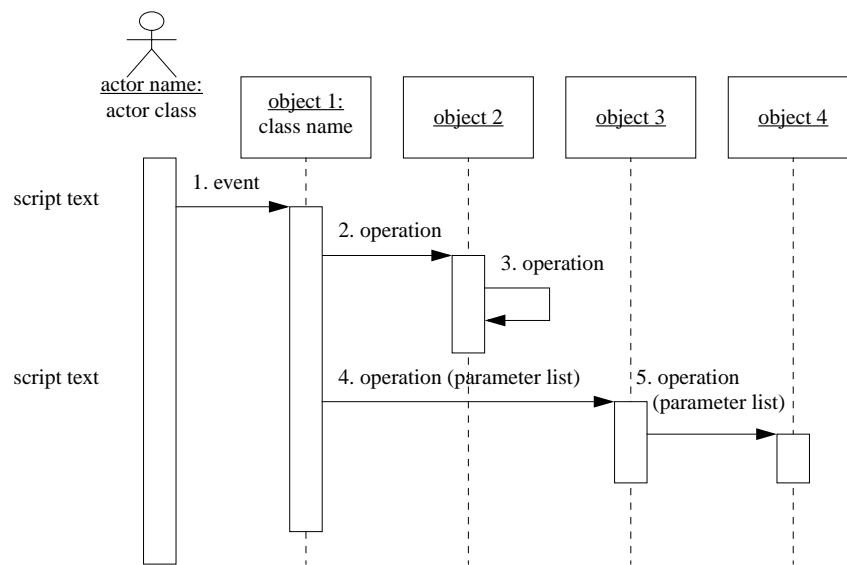 actor name:
actor class
object 1:
class name
object 2
object 3
object 4
script text
1. event
2. operation
3. operation
script text
4. operation (parameter list)
5. operation
(parameter list)